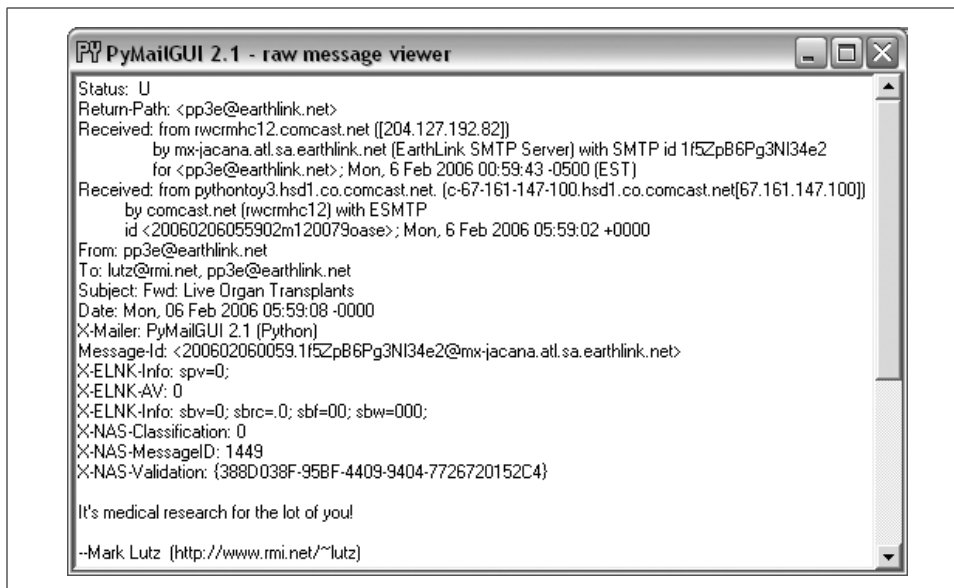 PY PyMailGUI 2.1 - raw message viewer
Status:  U
Return-Path: <pp3e@earthlink.net>
Received: from rwcrmhc12.comcast.net ([204.127.192.82])
by mx-jacana.atl.sa.earthlink.net (EarthLink SMTP Server) with SMTP id 1f5ZpB6Pg3NI34e2
for <pp3e@earthlink.net>; Mon, 6 Feb 2006 00:59:43 -0500 (EST)
Received: from pythontoy3.hsd1.co.comcast.net. (c-67-161-147-100.hsd1.co.comcast.net[67.161.147.100])
by comcast.net (rwcrmhc12) with ESMTP
id <20060206055902m120079oase>; Mon, 6 Feb 2006 05:59:02 +0000
From: pp3e@earthlink.net
To: lutz@rmi.net, pp3e@earthlink.net
Subject: Fwd: Live Organ Transplants
Date: Mon, 06 Feb 2006 05:59:08 -0000
X-Mailer: PyMailGUI 2.1 (Python)
Message-Id: <200602060059.1f5ZpB6Pg3NI34e2@mx-jacana.atl.sa.earthlink.net>
X-ELNK-Info: spv=0;
X-ELNK-AV: 0
X-ELNK-Info: sbv=0; sbrc=.0; sbf=00; sbw=000;
X-NAS-Classification: 0
X-NAS-MessageID: 1449
X-NAS-Validation: {388D038F-95BF-4409-9404-7726720152C4}
It's medical research for the lot of you!
--Mark Lutz  (http://www.rmi.net/~lutz)